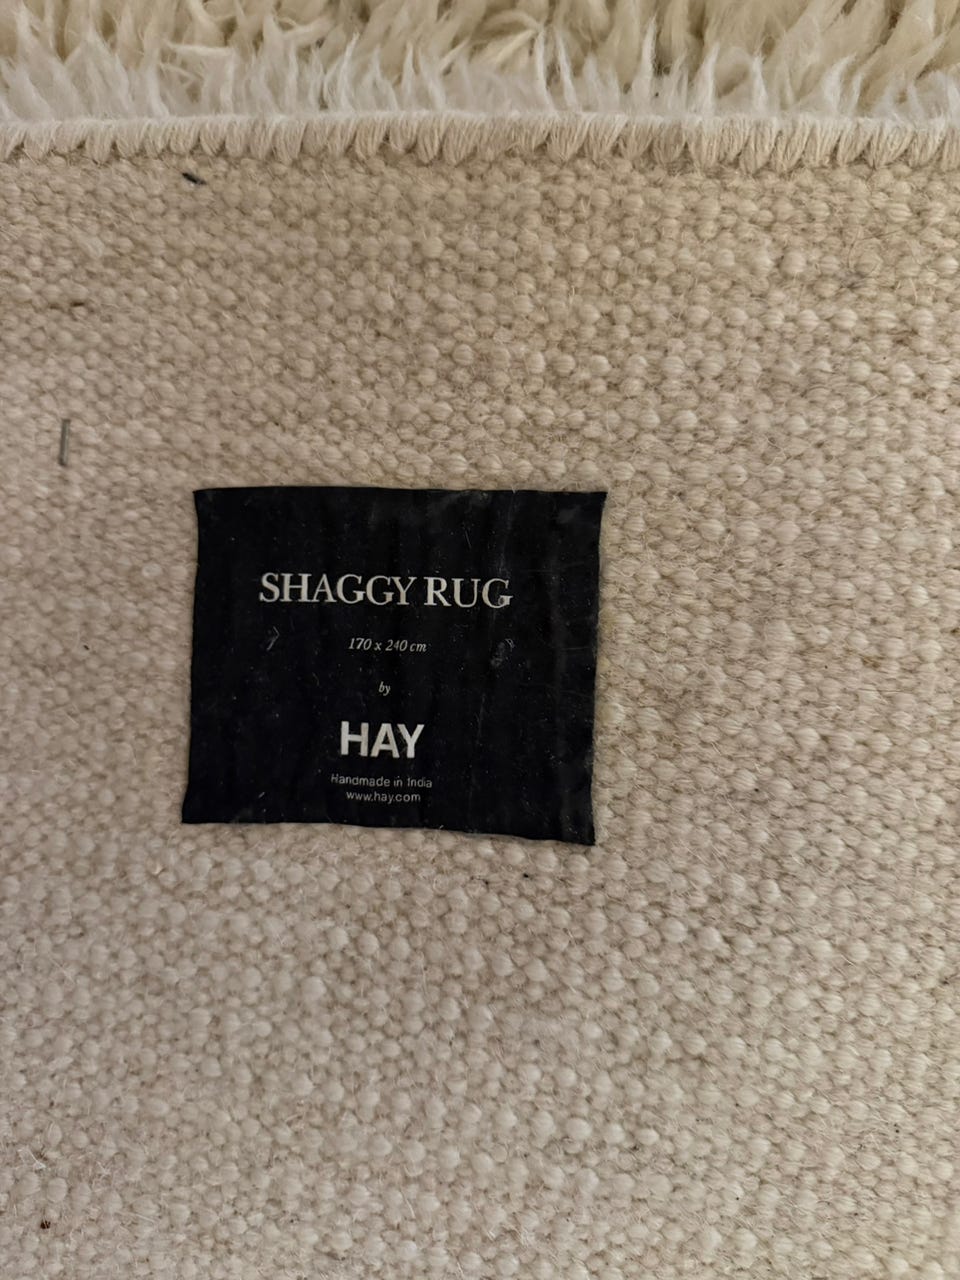 SHAGGY RUG
170 x 240 cm
by
HAY
Handmade in India
www.hay.com